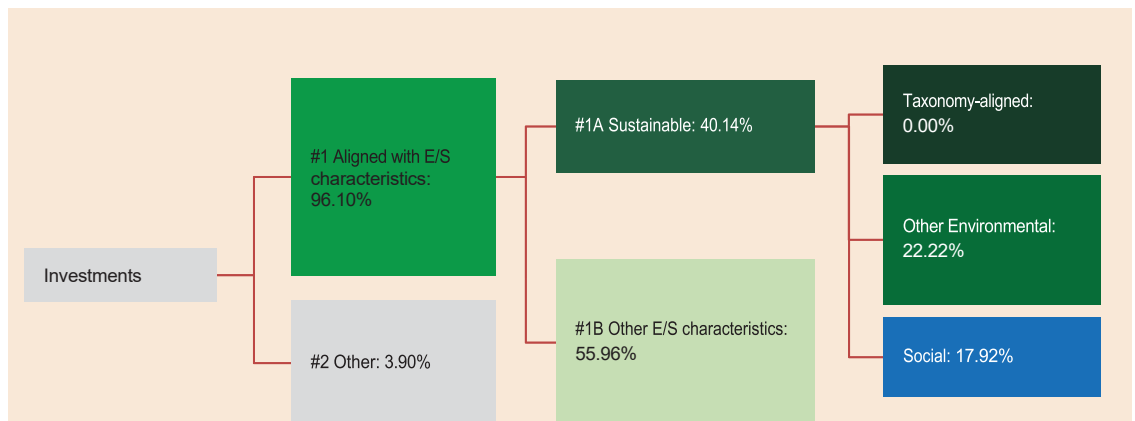 Investments
#1 Aligned with E/S
characteristics:
96.10%
#2 Other: 3.90%
#1A Sustainable: 40.14%
#1B Other E/S characteristics:
55.96%
Taxonomy-aligned:
0.00%
Other Environmental:
22.22%
Social: 17.92%